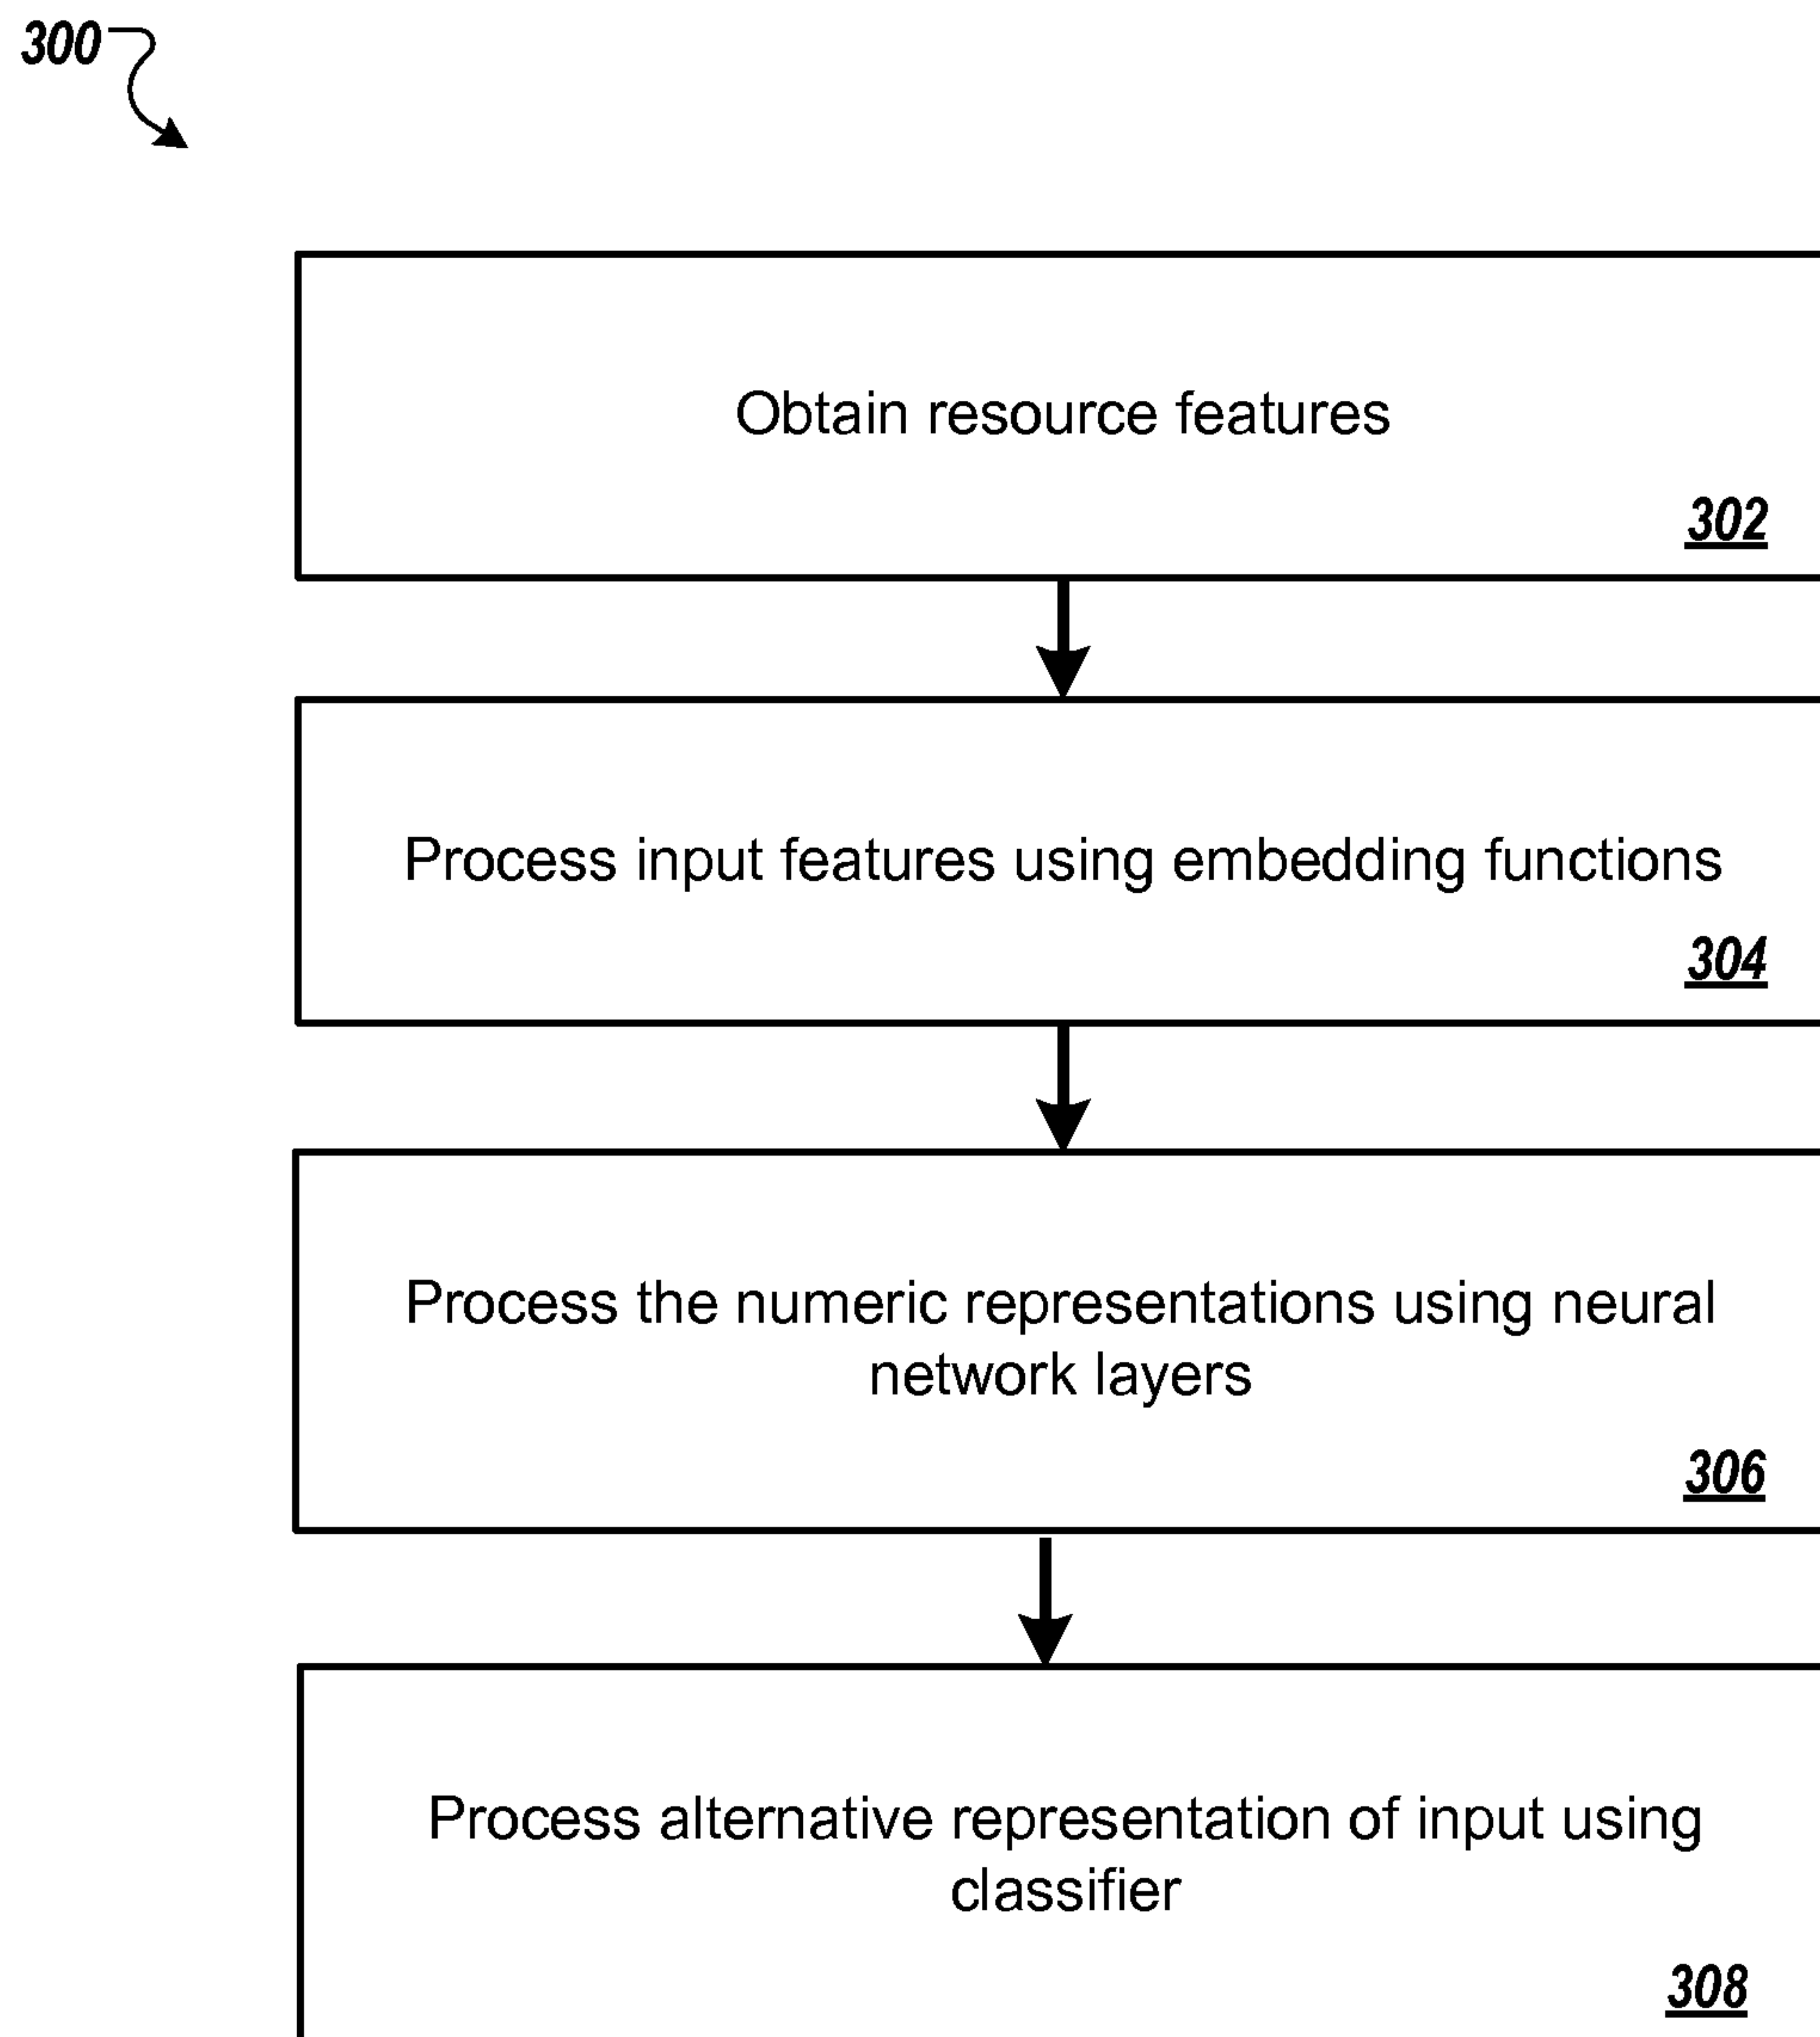 300
Obtain resource features
302
Process input features using embedding functions
304
Process the numeric representations using neural
network layers
306
Process alternative representation of input using
classifier
308